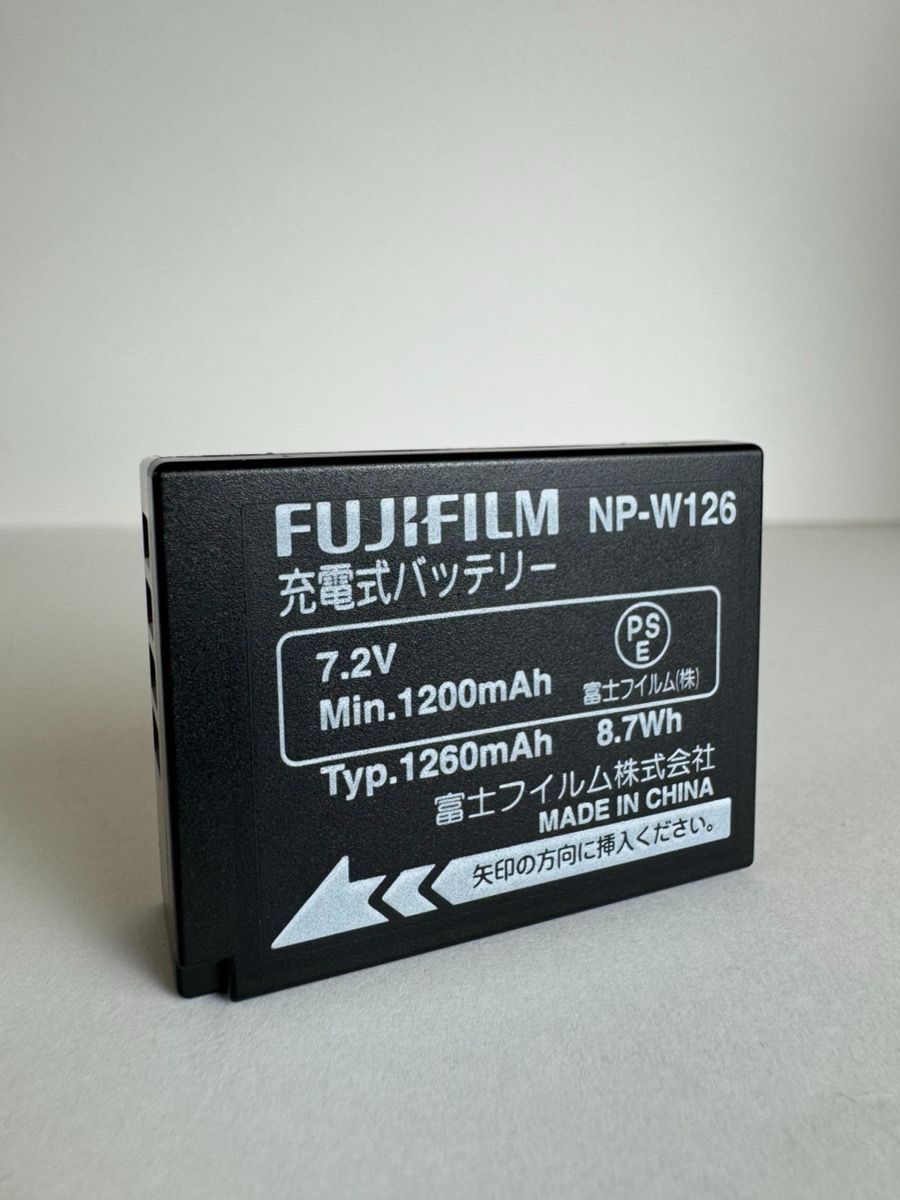 FUJIFILM NP-W126
充電式バッテリー
7.2V
PSE
Min.1200mAh
富士フイルム(株)
Typ.1260mAh 8.7Wh
富士フイルム株式会社
MADE IN CHINA
矢印の方向に挿入ください。